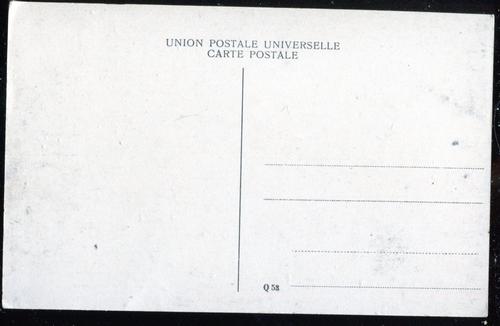 UNION POSTALE UNIVERSELLE
CARTE POSTALE
Q 53